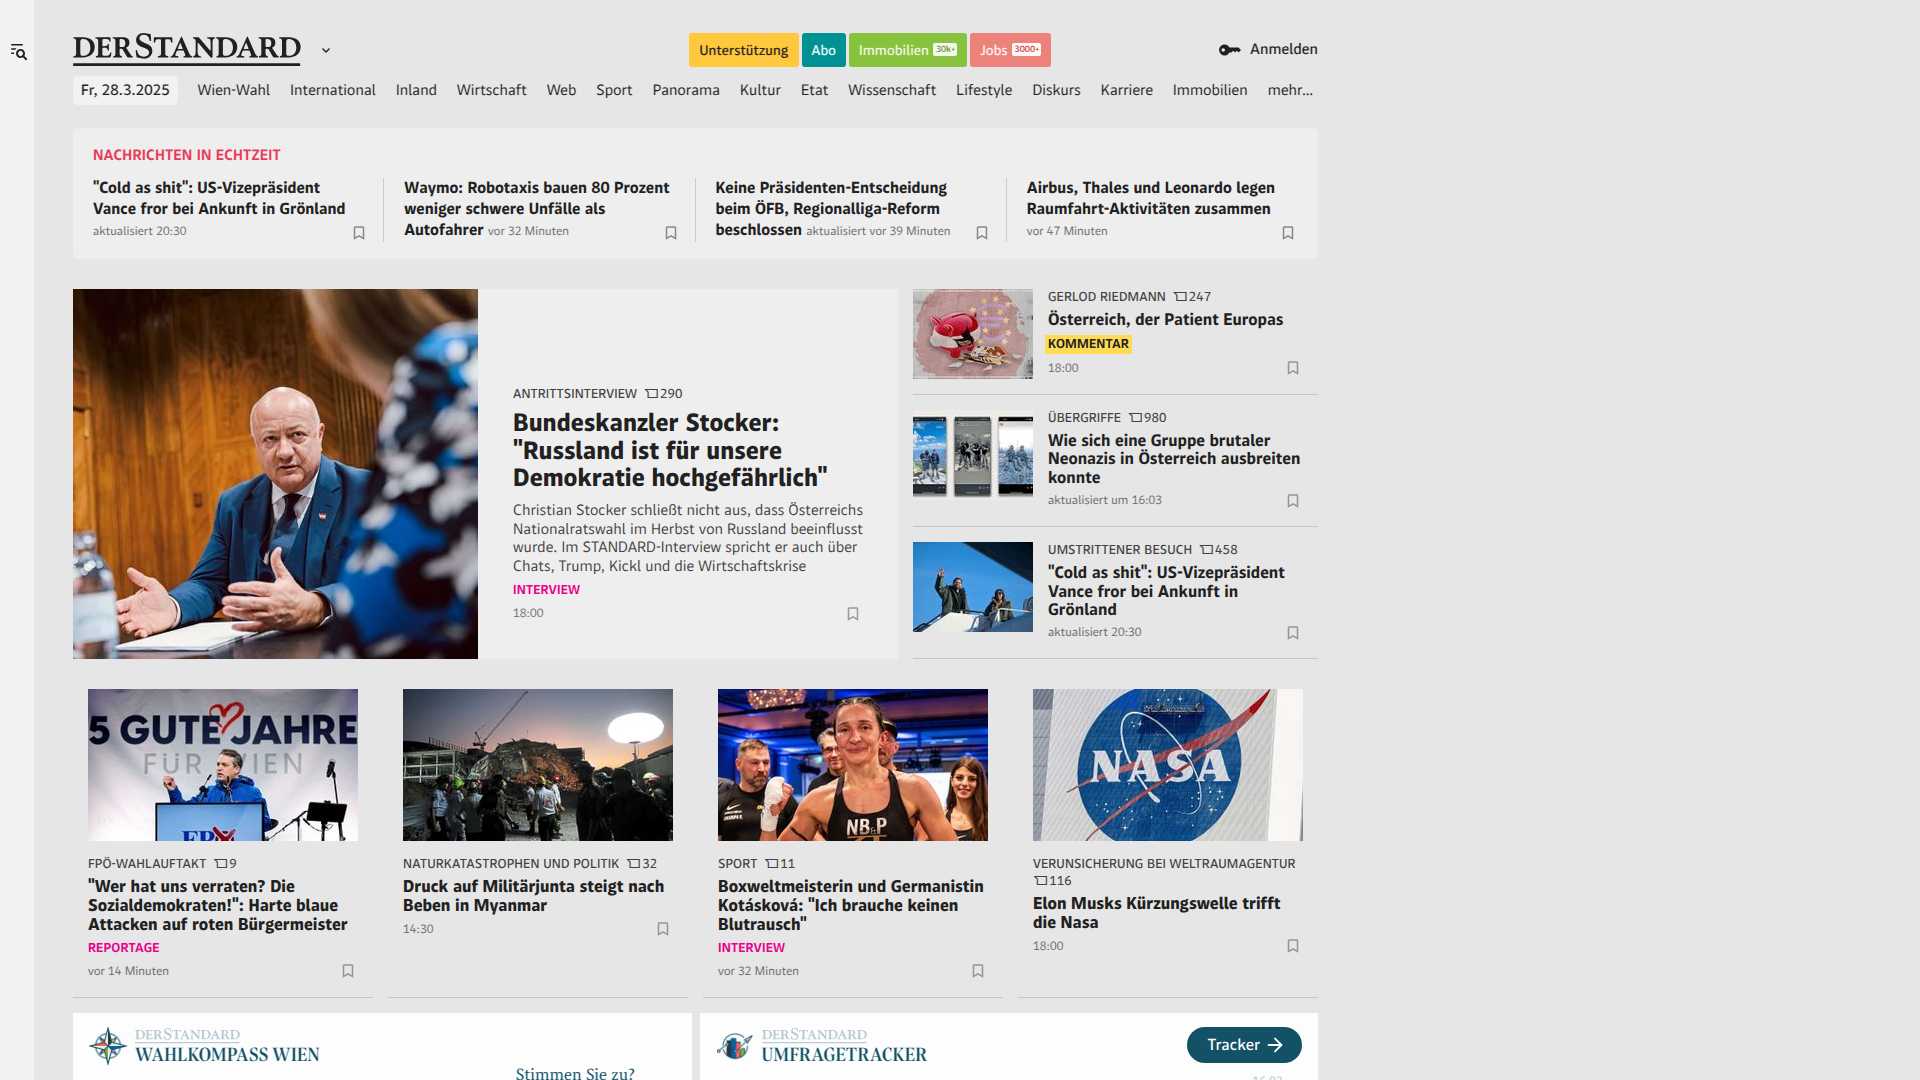 DERSTANDARD
Unterstützung
Abo
Immobilien 30k+
Jobs 3000+
Anmelden
Fr, 28.3.2025
Wien-Wahl
International
Inland
Wirtschaft
Web
Sport
Panorama
Kultur
Etat
Wissenschaft
Lifestyle
Diskurs
Karriere
Immobilien
mehr...
NACHRICHTEN IN ECHTZEIT
"Cold as shit": US-Vizepräsident
Vance fror bei Ankunft in Grönland
aktualisiert 20:30
Waymo: Robotaxis bauen 80 Prozent
weniger schwere Unfälle als
Autofahrer vor 32 Minuten
Keine Präsidenten-Entscheidung
beim ÖFB, Regionalliga-Reform
beschlossen aktualisiert vor 39 Minuten
Airbus, Thales und Leonardo legen
Raumfahrt-Aktivitäten zusammen
vor 47 Minuten
ANTRITTSINTERVIEW 290
Bundeskanzler Stocker:
"Russland ist für unsere
Demokratie hochgefährlich"
Christian Stocker schließt nicht aus, dass Österreichs
Nationalratswahl im Herbst von Russland beeinflusst
wurde. Im STANDARD-Interview spricht er auch über
Chats, Trump, Kickl und die Wirtschaftskrise
INTERVIEW
18:00
GERLOD RIEDMANN 247
Österreich, der Patient Europas
KOMMENTAR
18:00
ÜBERGRIFFE 980
Wie sich eine Gruppe brutaler
Neonazis in Österreich ausbreiten
konnte
aktualisiert um 16:03
UMSTRITTENER BESUCH 458
"Cold as shit": US-Vizepräsident
Vance fror bei Ankunft in
Grönland
aktualisiert 20:30
5 GUTE JAHRE
FÜR WIEN
FPÖ
FPÖ-WAHLAUFTAKT 9
"Wer hat uns verraten? Die
Sozialdemokraten!": Harte blaue
Attacken auf roten Bürgermeister
REPORTAGE
vor 14 Minuten
NATURKATASTROPHEN UND POLITIK 32
Druck auf Militärjunta steigt nach
Beben in Myanmar
14:30
NB&P
SPORT 11
Boxweltmeisterin und Germanistin
Kotásková: "Ich brauche keinen
Blutrausch"
INTERVIEW
vor 32 Minuten
NASA
VERUNSICHERUNG BEI WELTRAUMAGENTUR
116
Elon Musks Kürzungswelle trifft
die Nasa
18:00
DERSTANDARD
WAHLKOMPASS WIEN
Stimmen Sie zu?
DERSTANDARD
UMFRAGETRACKER
Tracker